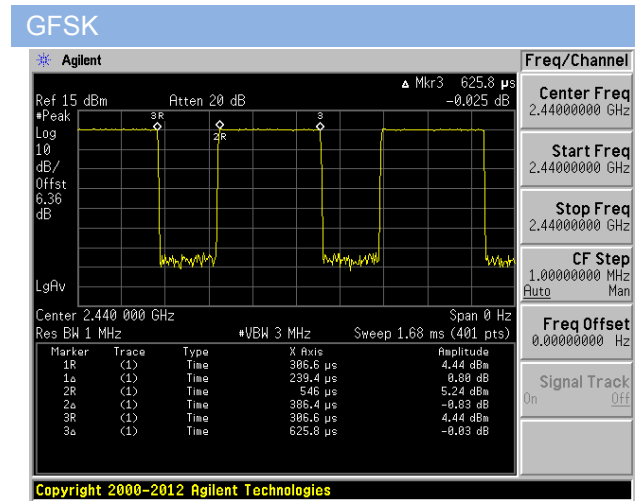 GFSK
Agilent
Freq/Channel
Δ Mkr3 625.8 µs
Ref 15 dBm Atten 20 dB -0.025 dB
#Peak
Log
10
dB/
Offst
6.36
dB
LgAv
3R
2R
3
Center 2.440 000 GHz Span 0 Hz
Res BW 1 MHz #VBW 3 MHz Sweep 1.68 ms (401 pts)
Marker Trace Type X Axis Amplitude
1R (1) Time 306.6 µs 4.44 dBm
1Δ (1) Time 239.4 µs 0.80 dB
2R (1) Time 546 µs 5.24 dBm
2Δ (1) Time 386.4 µs -0.83 dB
3R (1) Time 306.6 µs 4.44 dBm
3Δ (1) Time 625.8 µs -0.03 dB
Center Freq
2.44000000 GHz
Start Freq
2.44000000 GHz
Stop Freq
2.44000000 GHz
CF Step
1.00000000 MHz
Auto Man
Freq Offset
0.00000000 Hz
Signal Track
On Off
Copyright 2000-2012 Agilent Technologies